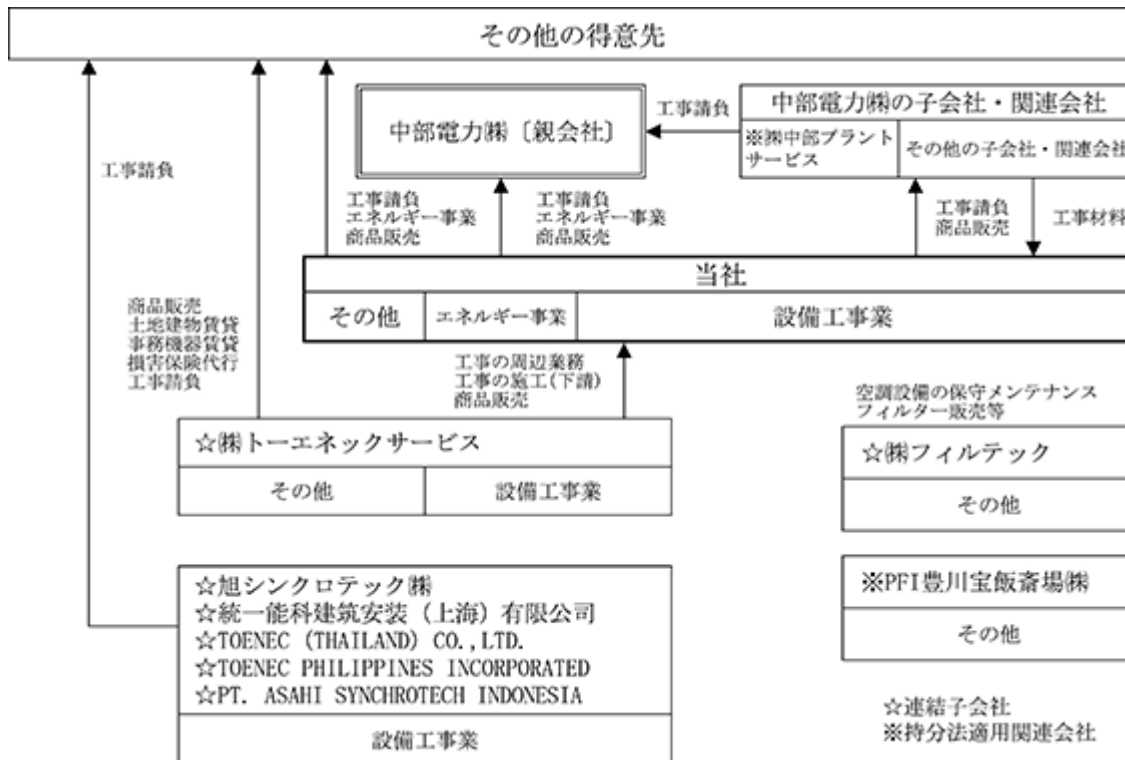 その他の得意先
中部電力㈱〔親会社〕
工事請負
中部電力㈱の子会社・関連会社
※㈱中部プラント
サービス
その他の子会社・関連会社
工事請負
工事請負
エネルギー事業
商品販売
工事請負
エネルギー事業
商品販売
工事請負
商品販売
工事材料
当社
その他
エネルギー事業
設備工事業
商品販売
土地建物賃貸
事務機器賃貸
損害保険代行
工事請負
工事の周辺業務
工事の施工(下請)
商品販売
空調設備の保守メンテナンス
フィルター販売等
☆㈱トーエネックサービス
その他
設備工事業
☆㈱フィルテック
その他
☆旭シンクロテック㈱
☆統一能科建筑安装（上海）有限公司
☆TOENEC (THAILAND) CO.,LTD.
☆TOENEC PHILIPPINES INCORPORATED
☆PT. ASAHI SYNCHROTECH INDONESIA
設備工事業
※PFI豊川宝飯斎場㈱
その他
☆連結子会社
※持分法適用関連会社